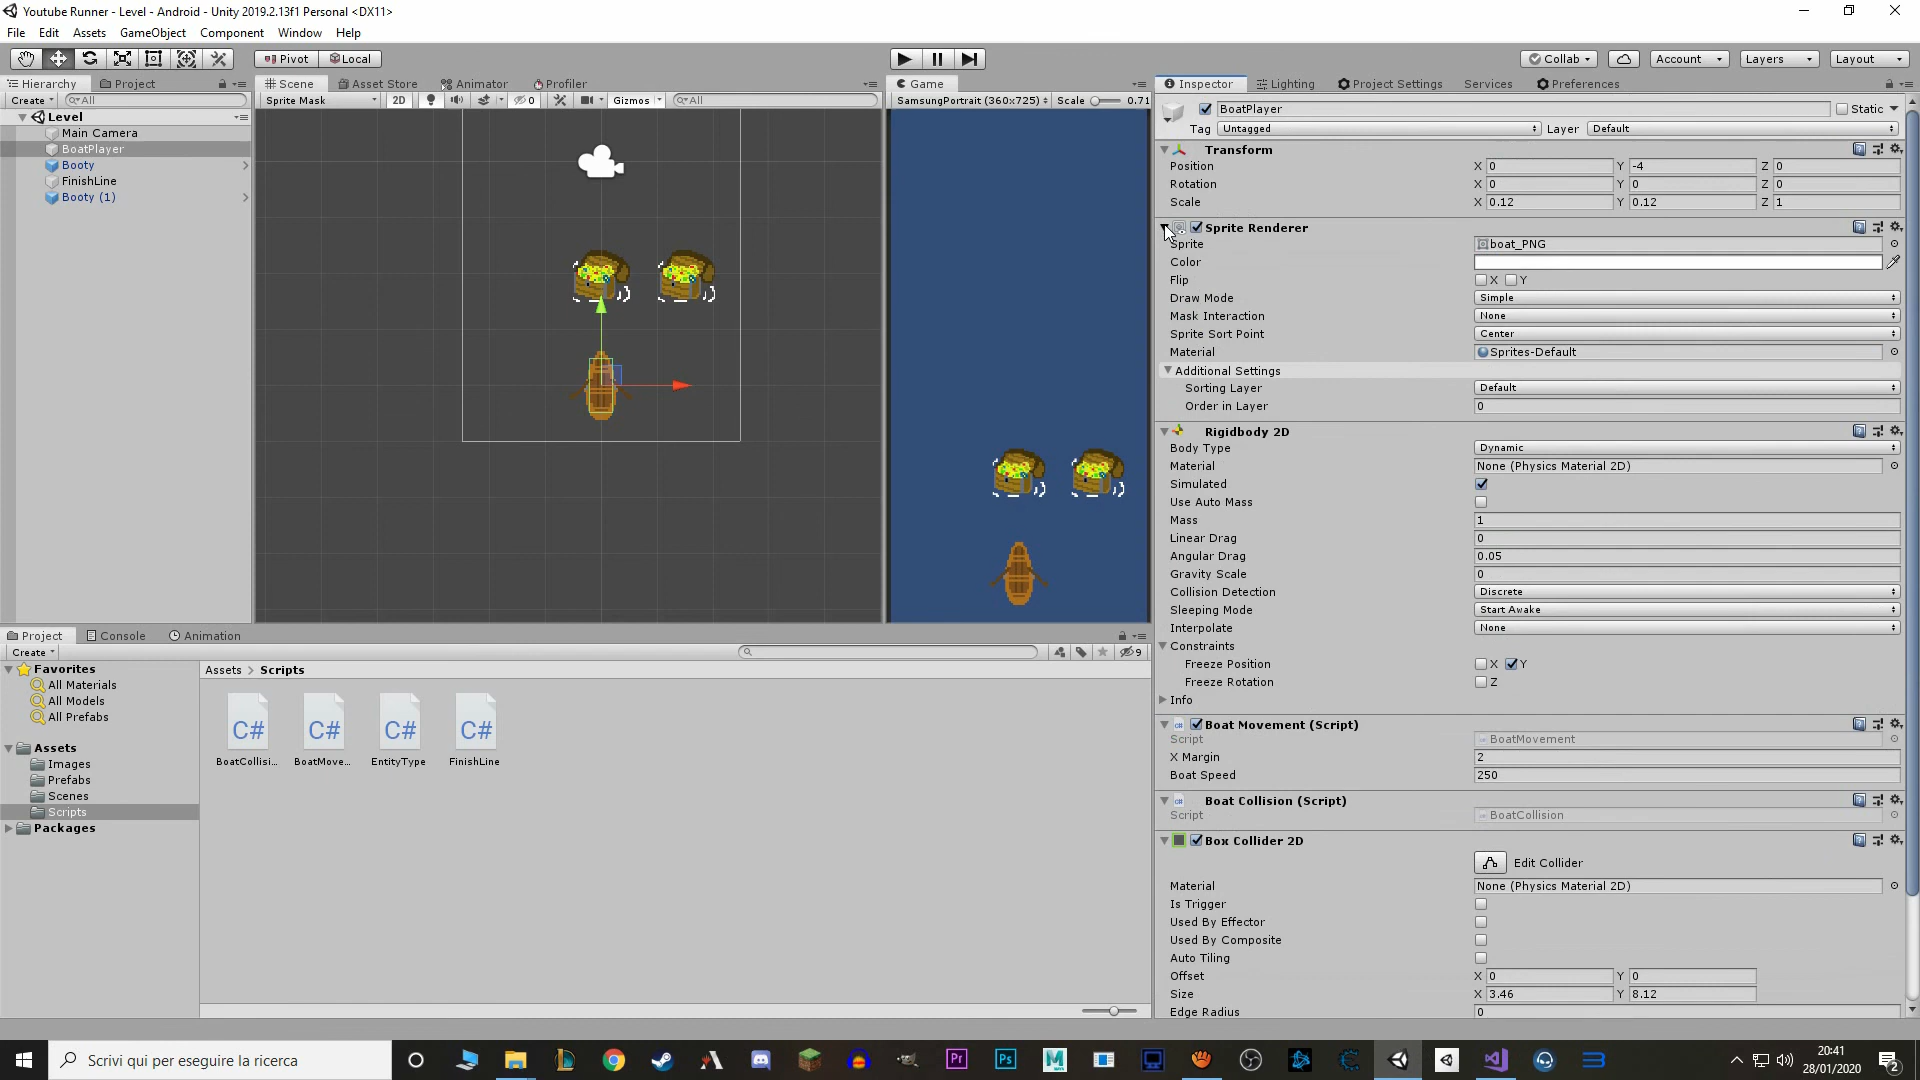 Youtube Runner - Level - Android - Unity 2019.2.13f1 Personal <DX11>
File Edit Assets GameObject Component Window Help
Pivot Local Collab Account Layers Layout
Hierarchy Project Scene Asset Store Animator Profiler Game Inspector Lighting Project Settings Services Preferences
Create All Sprite Mask 2D 0 Gizmos All SamsungPortrait (360x725) Scale 0.71
Level
Main Camera
BoatPlayer
Booty
FinishLine
Booty (1)
BoatPlayer Static
Tag Untagged Layer Default
Transform
Position X 0 Y -4 Z 0
Rotation X 0 Y 0 Z 0
Scale X 0.12 Y 0.12 Z 1
Sprite Renderer
Sprite boat_PNG
Color
Flip X Y
Draw Mode Simple
Mask Interaction None
Sprite Sort Point Center
Material Sprites-Default
Additional Settings
Sorting Layer Default
Order in Layer 0
Rigidbody 2D
Body Type Dynamic
Material None (Physics Material 2D)
Simulated
Use Auto Mass
Mass 1
Linear Drag 0
Angular Drag 0.05
Gravity Scale 0
Collision Detection Discrete
Sleeping Mode Start Awake
Interpolate None
Constraints
Freeze Position X Y
Freeze Rotation Z
Info
Boat Movement (Script)
Script BoatMovement
X Margin 2
Boat Speed 250
Boat Collision (Script)
Script BoatCollision
Box Collider 2D
Edit Collider
Material None (Physics Material 2D)
Is Trigger
Used By Effector
Used By Composite
Auto Tiling
Offset X 0 Y 0
Size X 3.46 Y 8.12
Edge Radius 0
Project Console Animation
Create 9
Favorites
All Materials
All Models
All Prefabs
Assets
Images
Prefabs
Scenes
Scripts
Packages
Assets > Scripts
C# C# C# C#
BoatCollisi... BoatMove... EntityType FinishLine
Scrivi qui per eseguire la ricerca
Pr Ps M
20:41
28/01/2020
2